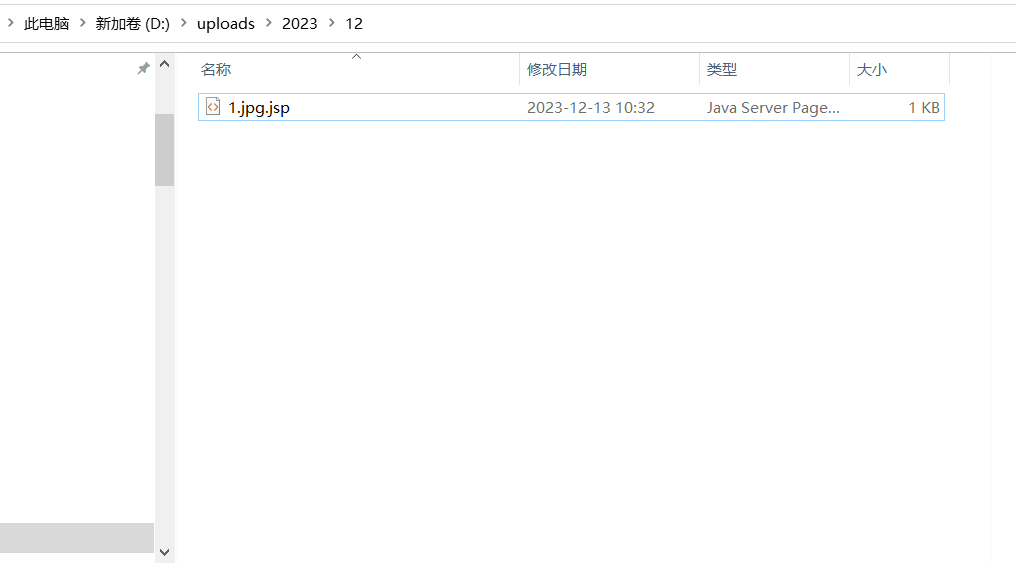 此电脑 > 新加卷 (D:) > uploads > 2023 > 12
名称 修改日期 类型 大小
1.jpg.jsp 2023-12-13 10:32 Java Server Page... 1 KB